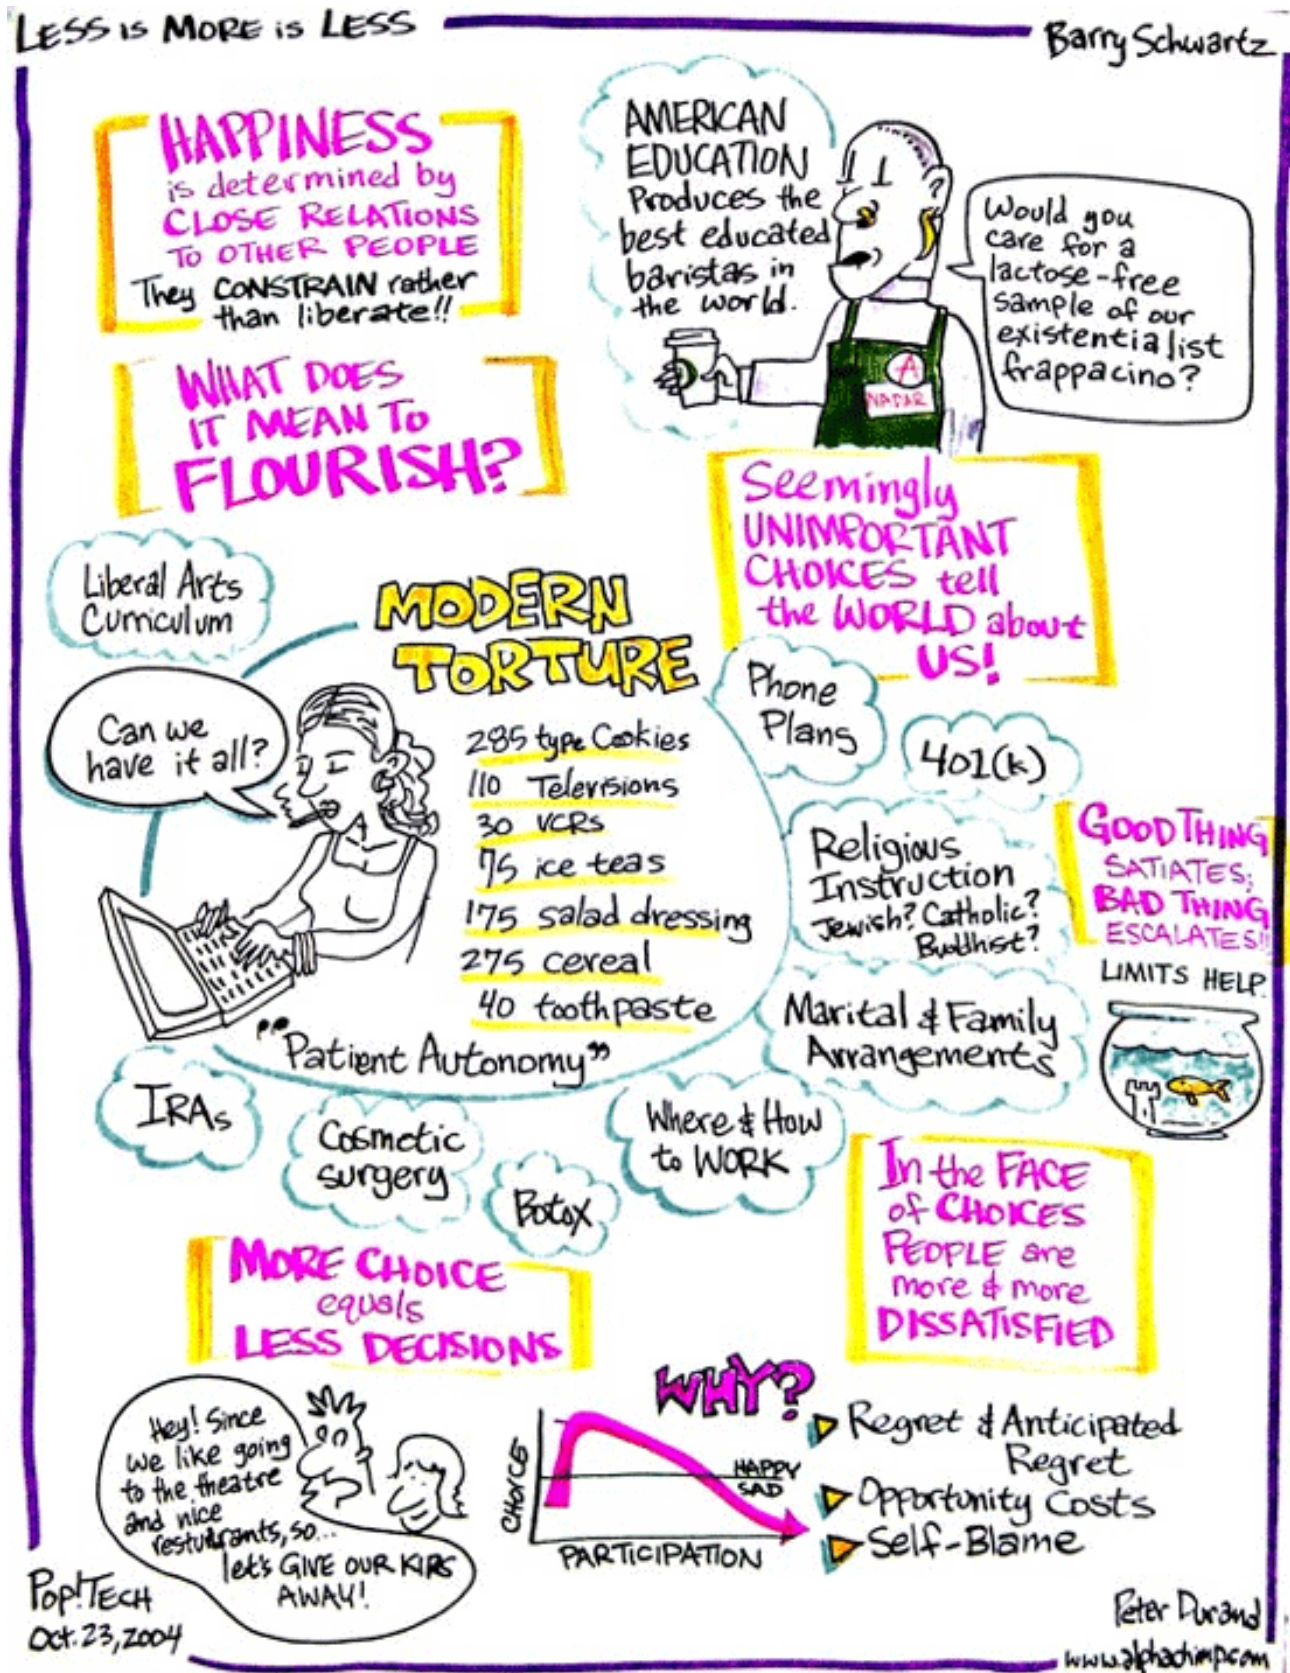 LESS is MORE is LESS
Barry Schwartz
HAPPINESS
is determined by
CLOSE RELATIONS
TO OTHER PEOPLE
They CONSTRAIN rather
than liberate!!
AMERICAN
EDUCATION
Produces the
best educated
baristas in
the world.
Would you
care for a
lactose-free
sample of our
existentialist
frappacino?
A
WHAT DOES
IT MEAN TO
FLOURISH?
Seemingly
UNIMPORTANT
CHOICES tell
the WORLD about
US!
Liberal Arts
Curriculum
Can we
have it all?
MODERN
TORTURE
285 type Cookies
110 Televisions
30 VCRs
75 ice teas
175 salad dressing
275 cereal
40 toothpaste
"Patient Autonomy"
Phone
Plans
401(k)
Religious
Instruction
Jewish? Catholic?
Buddhist?
GOOD THING
SATIATES;
BAD THING
ESCALATES!!
LIMITS HELP.
Marital & Family
Arrangements
IRAs
Cosmetic
surgery
Botox
Where & How
to WORK
In the FACE
of CHOICES
PEOPLE are
more & more
DISSATISFIED
MORE CHOICE
equals
LESS DECISIONS
Hey! Since
we like going
to the theatre
and nice
resturants, so...
let's GIVE OUR KIDS
AWAY!
WHY?
CHOICE
HAPPY
SAD
PARTICIPATION
Regret & Anticipated
Regret
Opportunity Costs
Self-Blame
Pop!TECH
Oct. 23, 2004
Peter Durand
www.alphachimp.com